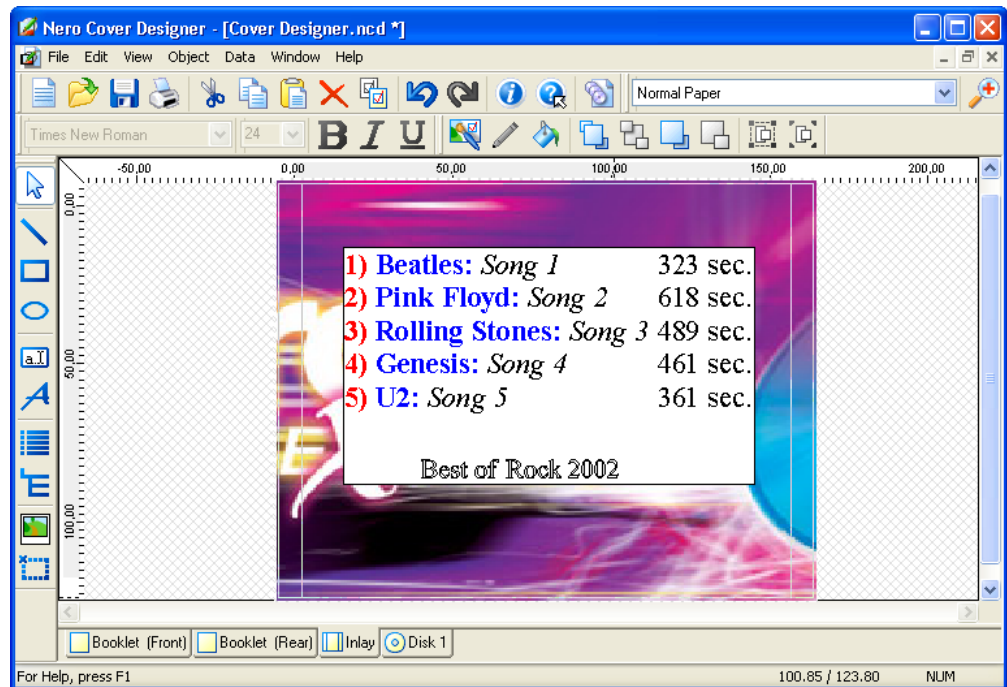 Nero Cover Designer - [Cover Designer.ncd *]
File Edit View Object Data Window Help
Normal Paper
Times New Roman 24 B I U
-50,00 0,00 50,00 100,00 150,00 200,00
0,00
50,00
100,00
a.I
A
E
1) Beatles: Song 1 323 sec.
2) Pink Floyd: Song 2 618 sec.
3) Rolling Stones: Song 3 489 sec.
4) Genesis: Song 4 461 sec.
5) U2: Song 5 361 sec.
Best of Rock 2002
Booklet (Front) Booklet (Rear) Inlay Disk 1
For Help, press F1 100.85 / 123.80 NUM